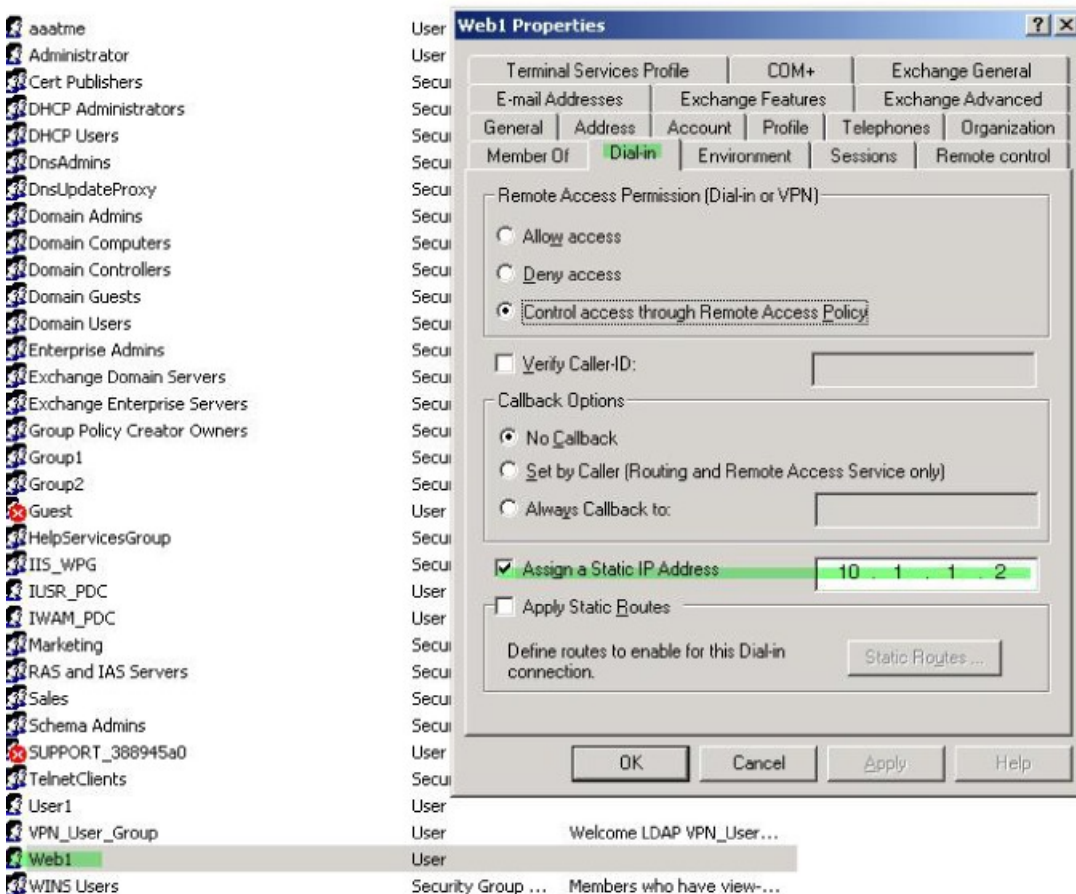 aaatme User
Administrator User
Cert Publishers Secu
DHCP Administrators Secu
DHCP Users Secu
DnsAdmins Secu
DnsUpdateProxy Secu
Domain Admins Secu
Domain Computers Secu
Domain Controllers Secu
Domain Guests Secu
Domain Users Secu
Enterprise Admins Secu
Exchange Domain Servers Secu
Exchange Enterprise Servers Secu
Group Policy Creator Owners Secu
Group1 Secu
Group2 Secu
Guest User
HelpServicesGroup Secu
IIS_WPG Secu
IUSR_PDC User
IWAM_PDC User
Marketing Secu
RAS and IAS Servers Secu
Sales Secu
Schema Admins Secu
SUPPORT_388945a0 User
TelnetClients Secu
User1 User
VPN_User_Group User Welcome LDAP VPN_User...
Web1 User
WINS Users Security Group ... Members who have view-...
Web1 Properties
Terminal Services Profile COM+ Exchange General
E-mail Addresses Exchange Features Exchange Advanced
General Address Account Profile Telephones Organization
Member Of Dial-in Environment Sessions Remote control
Remote Access Permission (Dial-in or VPN)
Allow access
Deny access
Control access through Remote Access Policy
Verify Caller-ID:
Callback Options
No Callback
Set by Caller (Routing and Remote Access Service only)
Always Callback to:
Assign a Static IP Address 10 . 1 . 1 . 2
Apply Static Routes
Define routes to enable for this Dial-in
connection.
Static Routes ...
OK Cancel Apply Help